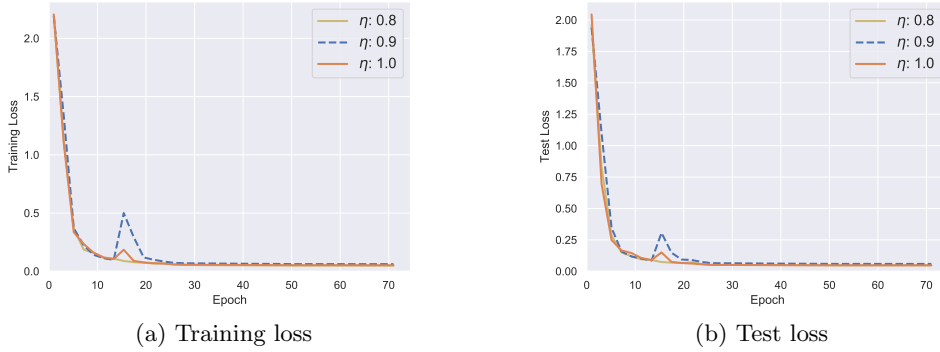 η: 0.8
η: 0.9
η: 1.0
2.0
1.5
1.0
0.5
0.0
Training Loss
0 10 20 30 40 50 60 70
Epoch
(a) Training loss
η: 0.8
η: 0.9
η: 1.0
2.00
1.75
1.50
1.25
1.00
0.75
0.50
0.25
0.00
Test Loss
0 10 20 30 40 50 60 70
Epoch
(b) Test loss